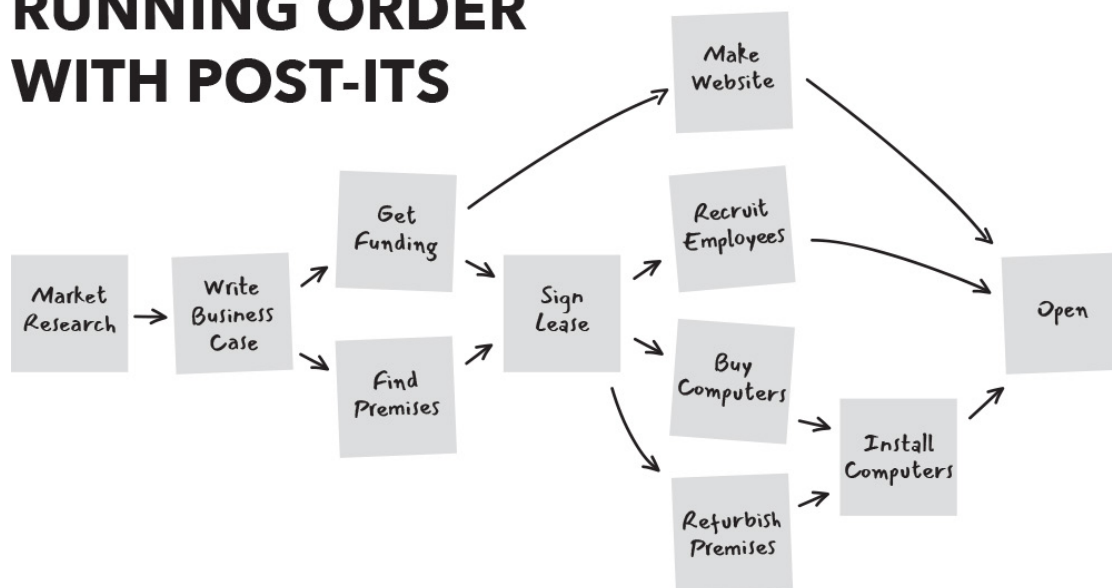 RUNNING ORDER
WITH POST-ITS
Make
Website
Get
Funding
Recruit
Employees
Market
Research
Write
Business
Case
Sign
Lease
Open
Find
Premises
Buy
Computers
Install
Computers
Refurbish
Premises